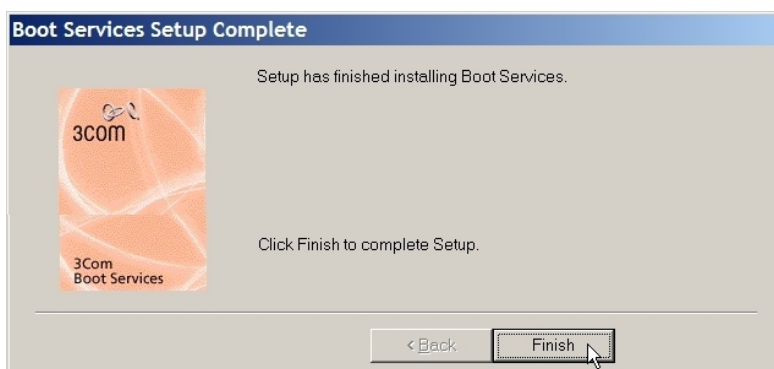 Boot Services Setup Complete
Setup has finished installing Boot Services.
3com
Click Finish to complete Setup.
3Com
Boot Services
< Back
Finish